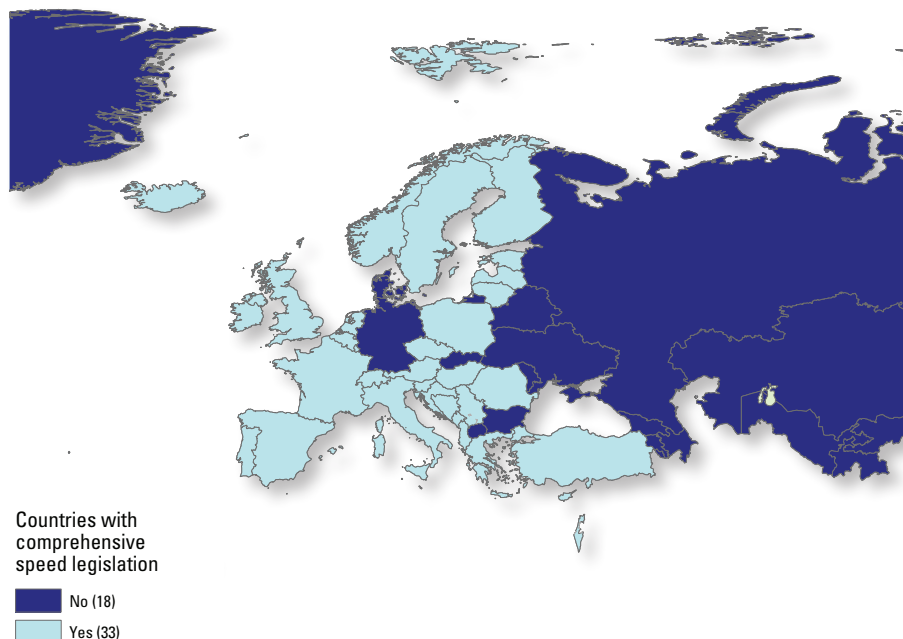 Countries with
comprehensive
speed legislation
No (18)
Yes (33)